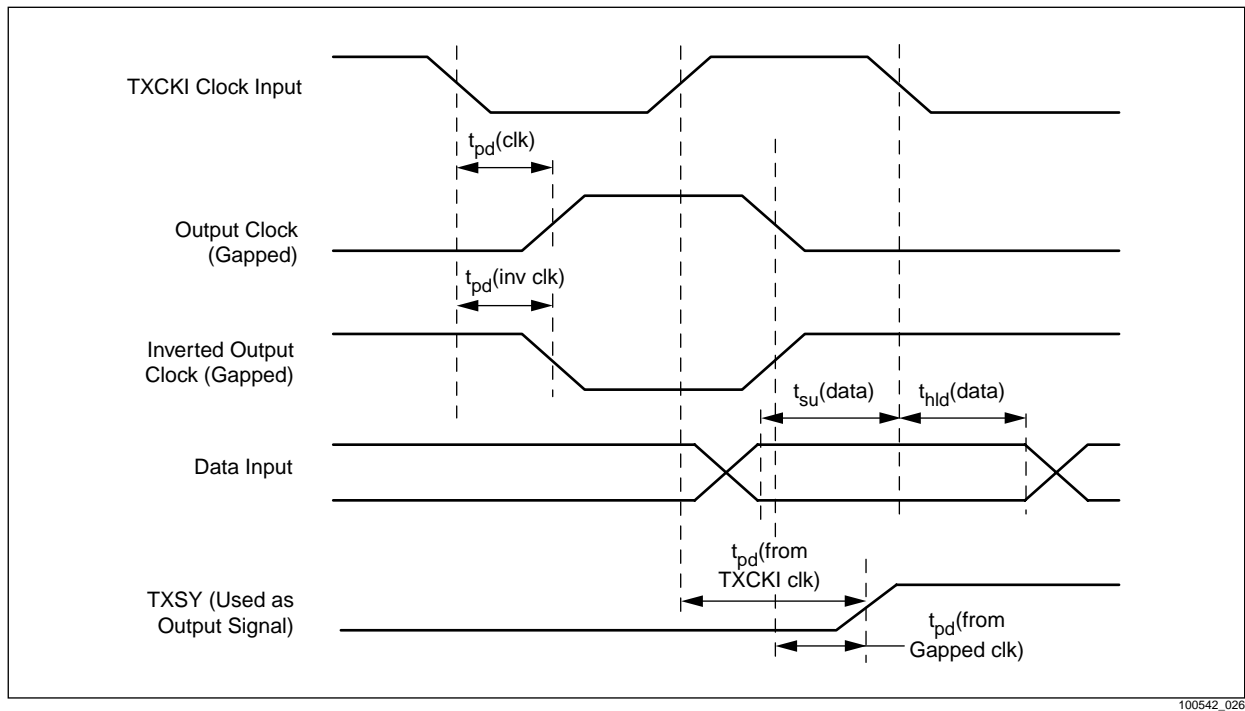 TXCKI Clock Input
tpd(clk)
Output Clock
(Gapped)
tpd(inv clk)
Inverted Output
Clock (Gapped)
tsu(data)
thld(data)
Data Input
tpd(from
TXCKI clk)
TXSY (Used as
Output Signal)
tpd(from
Gapped clk)
100542_026